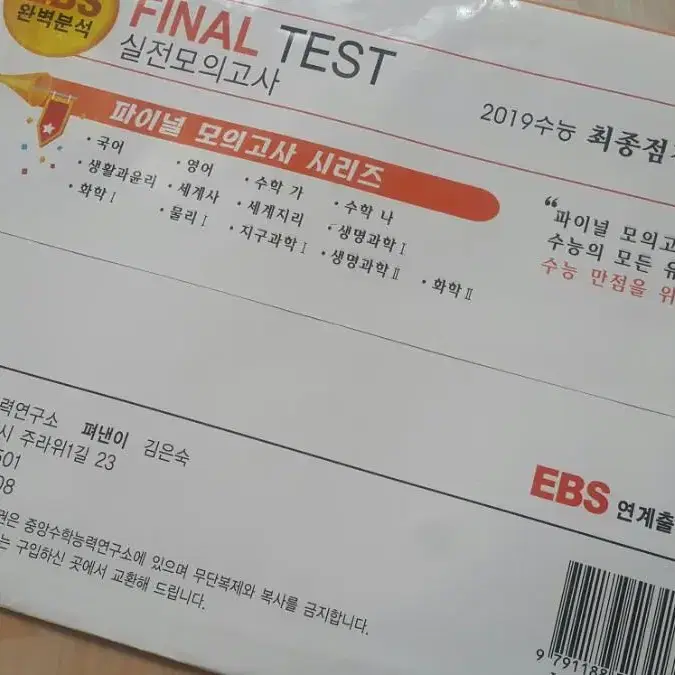 EBS
완벽분석
FINAL TEST
실전모의고사
2019수능 최종점
파이널 모의고사 시리즈
· 국어 · 영어 · 수학 가 · 수학 나
· 생활과윤리 · 세계사 · 세계지리 · 생명과학Ⅰ
· 화학Ⅰ · 물리Ⅰ · 지구과학Ⅰ · 생명과학Ⅱ · 화학Ⅱ
“파이널 모의고
수능의 모든 유
수능 만점을 위
력연구소 펴낸이 김은숙
시 주라위1길 23
501
08
권은 중앙수학능력연구소에 있으며 무단복제와 복사를 금지합니다.
는 구입하신 곳에서 교환해 드립니다.
EBS 연계출
9 791188